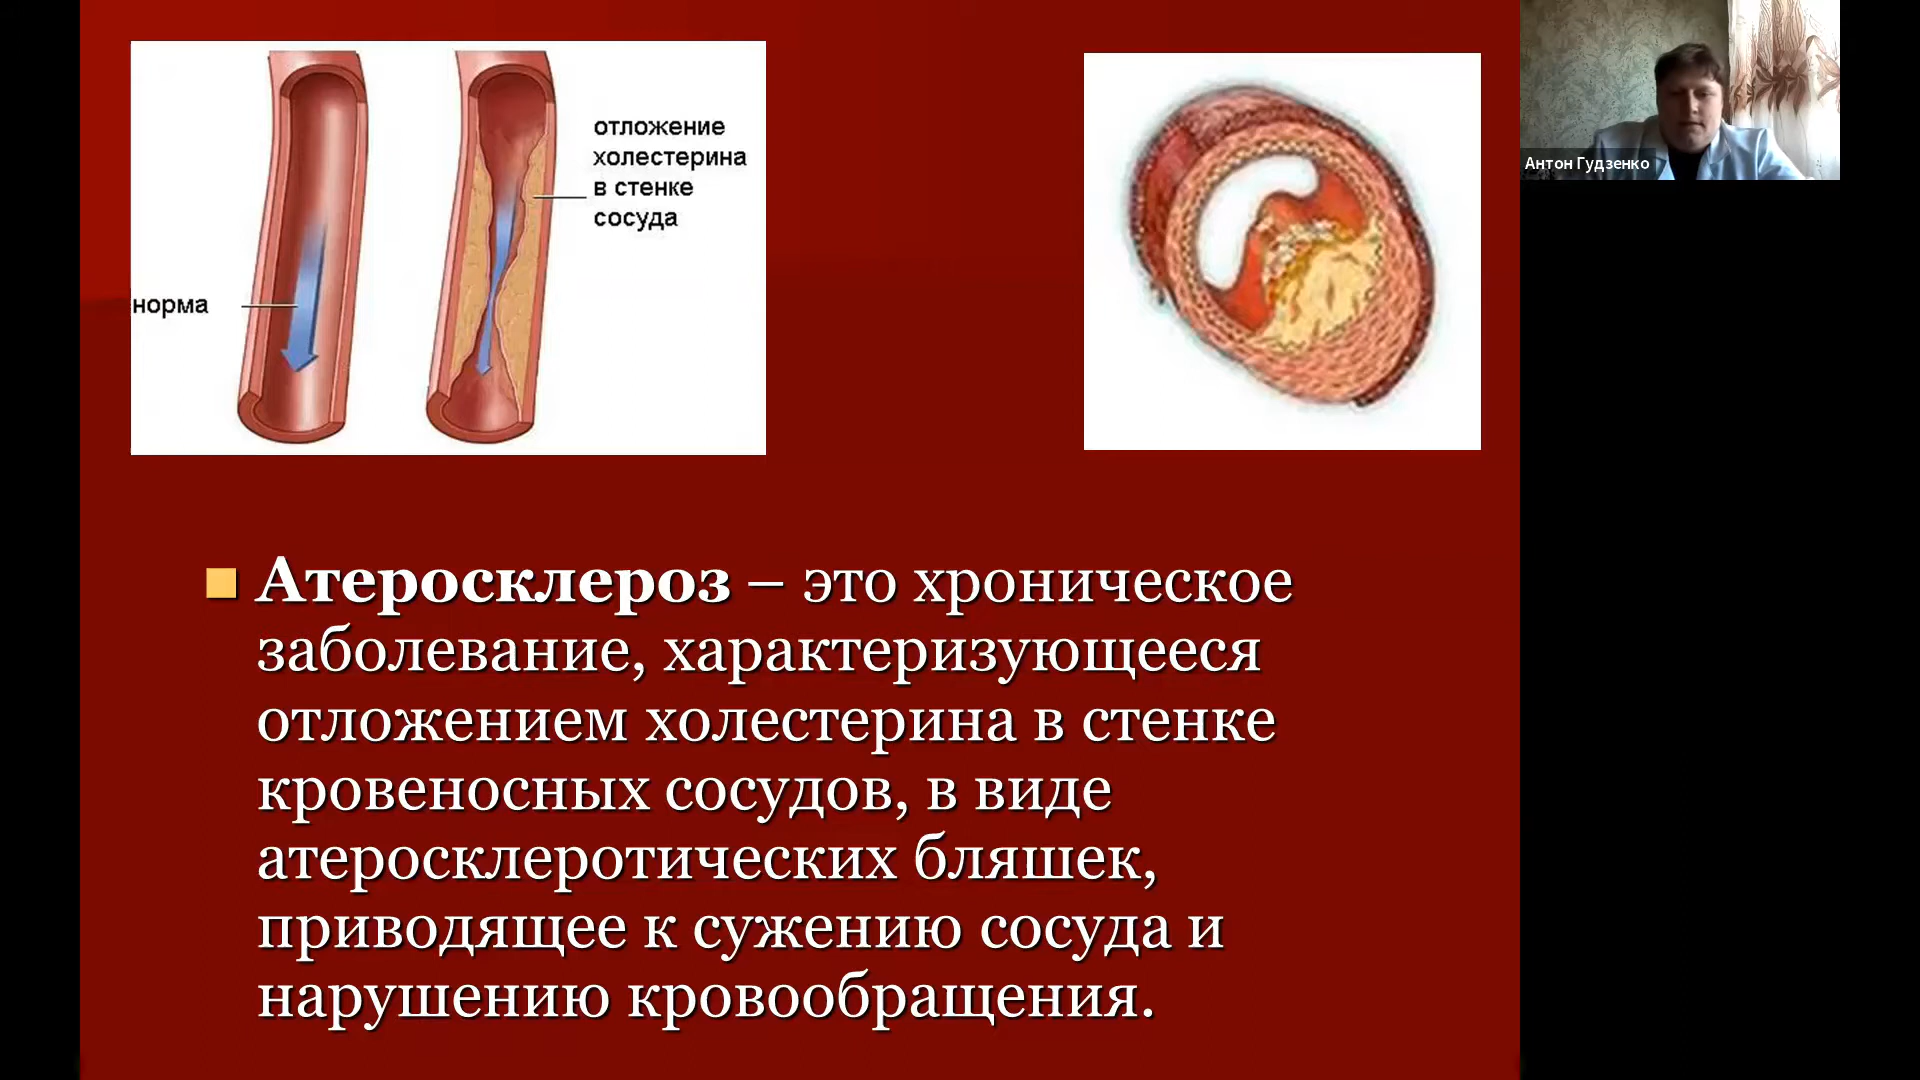 отложение
холестерина
в стенке
сосуда
норма
Антон Гудзенко
Атеросклероз – это хроническое
заболевание, характеризующееся
отложением холестерина в стенке
кровеносных сосудов, в виде
атеросклеротических бляшек,
приводящее к сужению сосуда и
нарушению кровообращения.